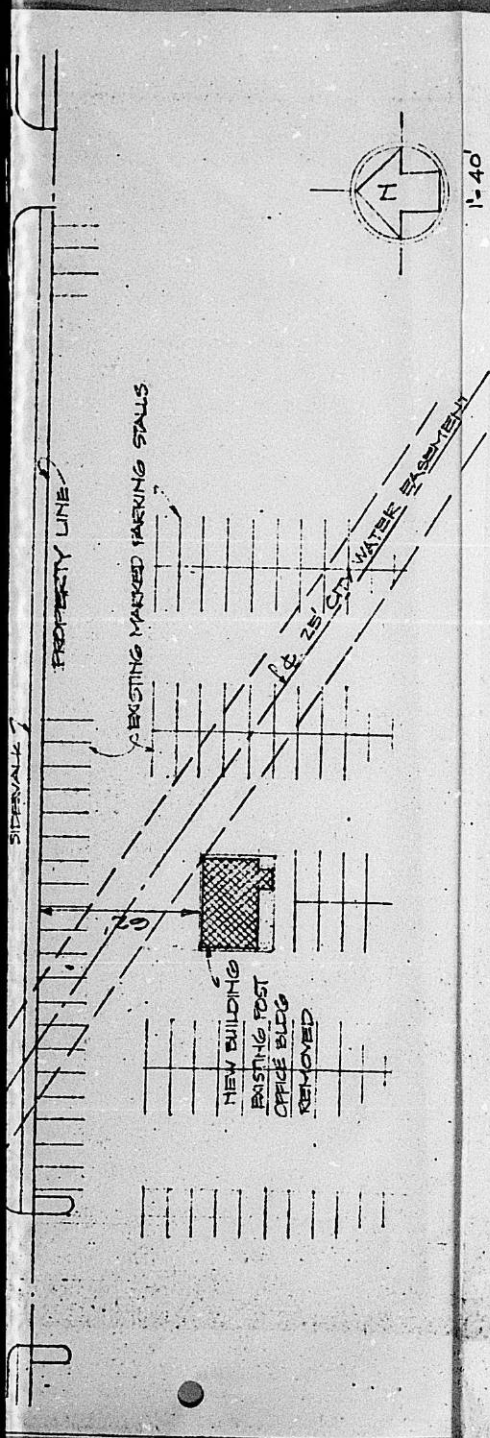 SIDEWALK
PROPERTY LINE
EXISTING MARKED PARKING STALLS
℄ 25' CITY WATER EASEMENT
62'
NEW BUILDING
EXISTING POST
OFFICE BLDG
REMOVED
N
1"=40'